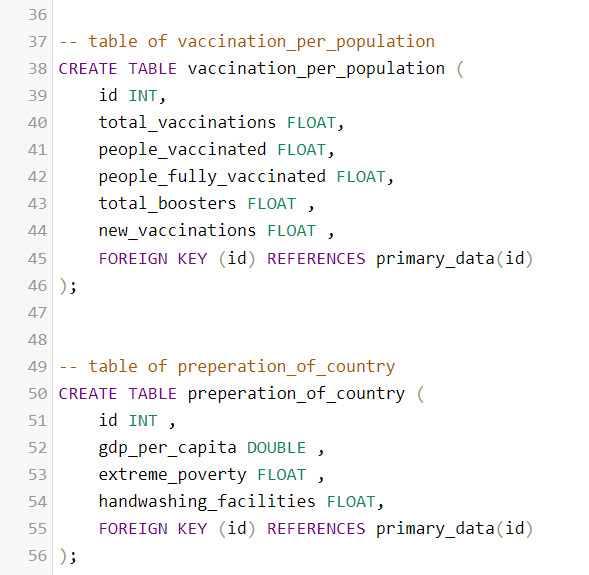 36
37 -- table of vaccination_per_population
38 CREATE TABLE vaccination_per_population (
39 id INT,
40 total_vaccinations FLOAT,
41 people_vaccinated FLOAT,
42 people_fully_vaccinated FLOAT,
43 total_boosters FLOAT ,
44 new_vaccinations FLOAT ,
45 FOREIGN KEY (id) REFERENCES primary_data(id)
46 );
47
48
49 -- table of preperation_of_country
50 CREATE TABLE preperation_of_country (
51 id INT ,
52 gdp_per_capita DOUBLE ,
53 extreme_poverty FLOAT ,
54 handwashing_facilities FLOAT,
55 FOREIGN KEY (id) REFERENCES primary_data(id)
56 );